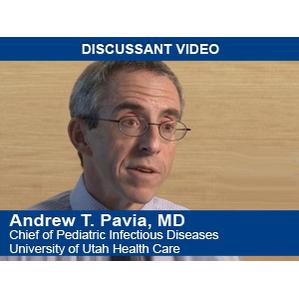 DISCUSSANT VIDEO
Andrew T. Pavia, MD
Chief of Pediatric Infectious Diseases
University of Utah Health Care